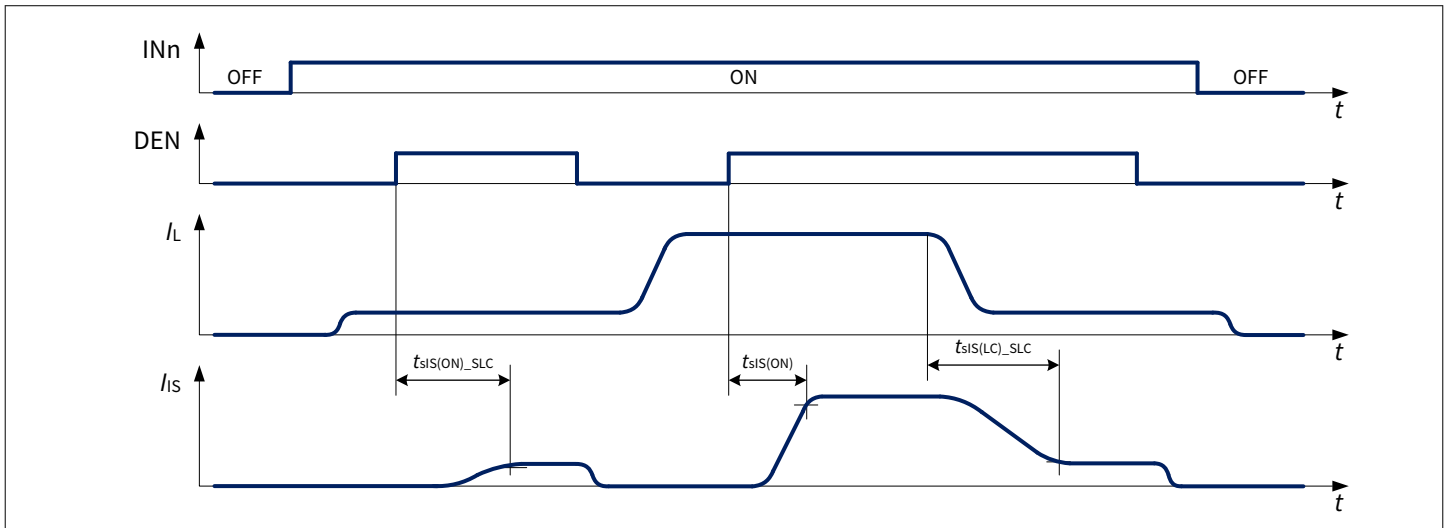 INn
OFF ON OFF
t
DEN
t
IL
t
tsIS(ON)_SLC tsIS(ON) tsIS(LC)_SLC
IIS
t